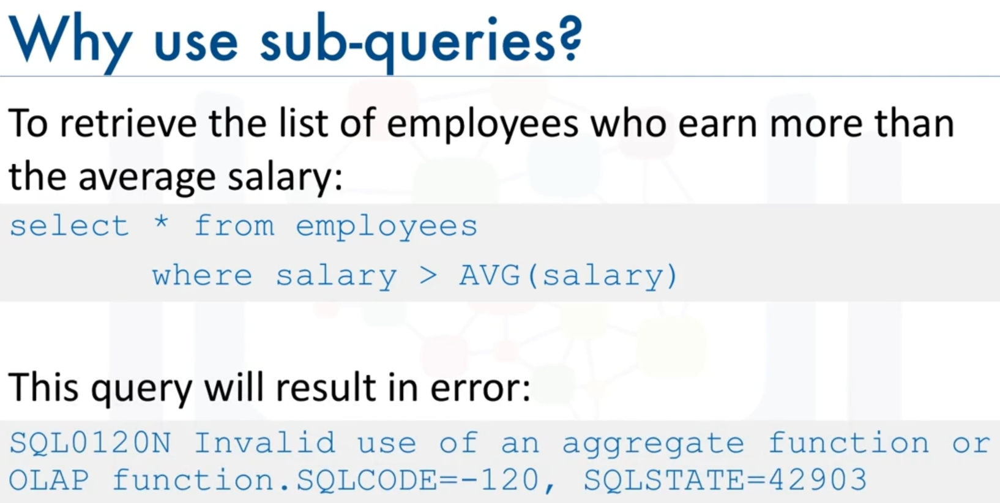 Why use sub-queries?
To retrieve the list of employees who earn more than
the average salary:
select * from employees
where salary > AVG(salary)
This query will result in error:
SQL0120N Invalid use of an aggregate function or
OLAP function.SQLCODE=-120, SQLSTATE=42903